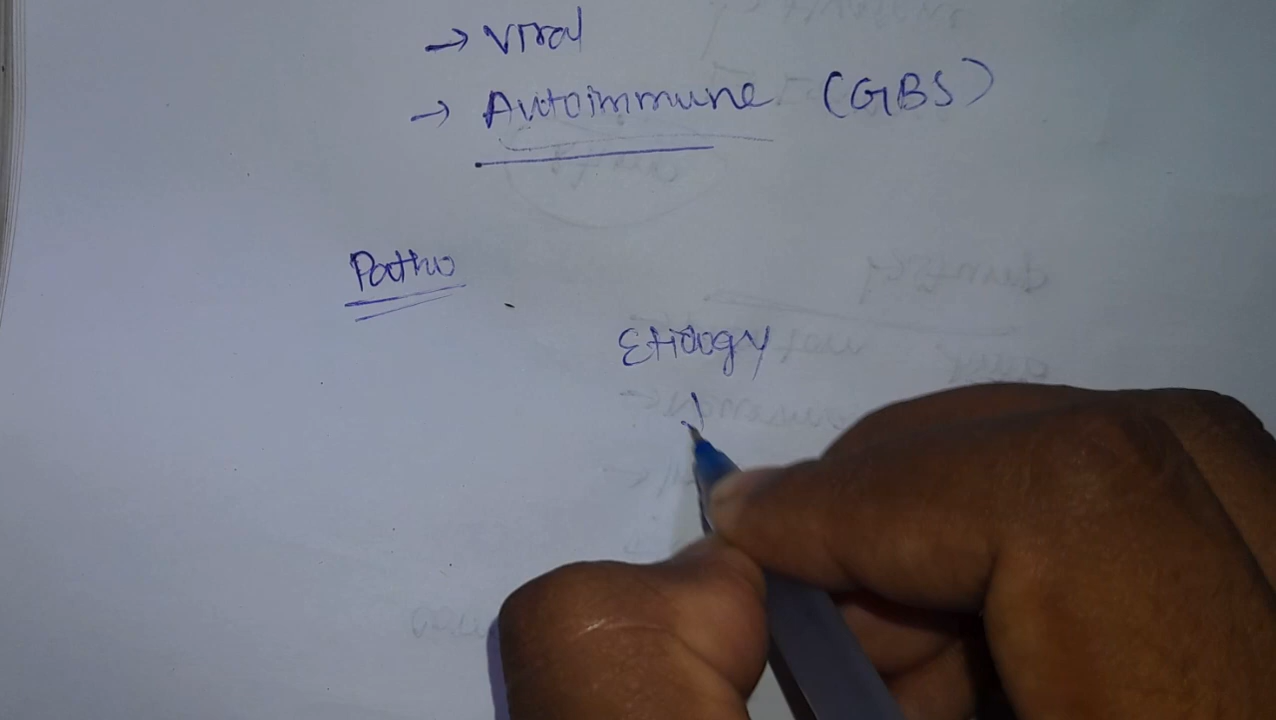 → Viral
→ Autoimmune (GBS)
Patho
Etiology